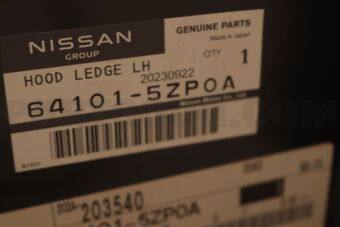 NISSAN
GROUP
GENUINE PARTS
Made in Japan
HOOD LEDGE LH
20230922
QTY
1
64101-5ZP0A
Nissan Motor Co., Ltd
203540
64101-5ZP0A